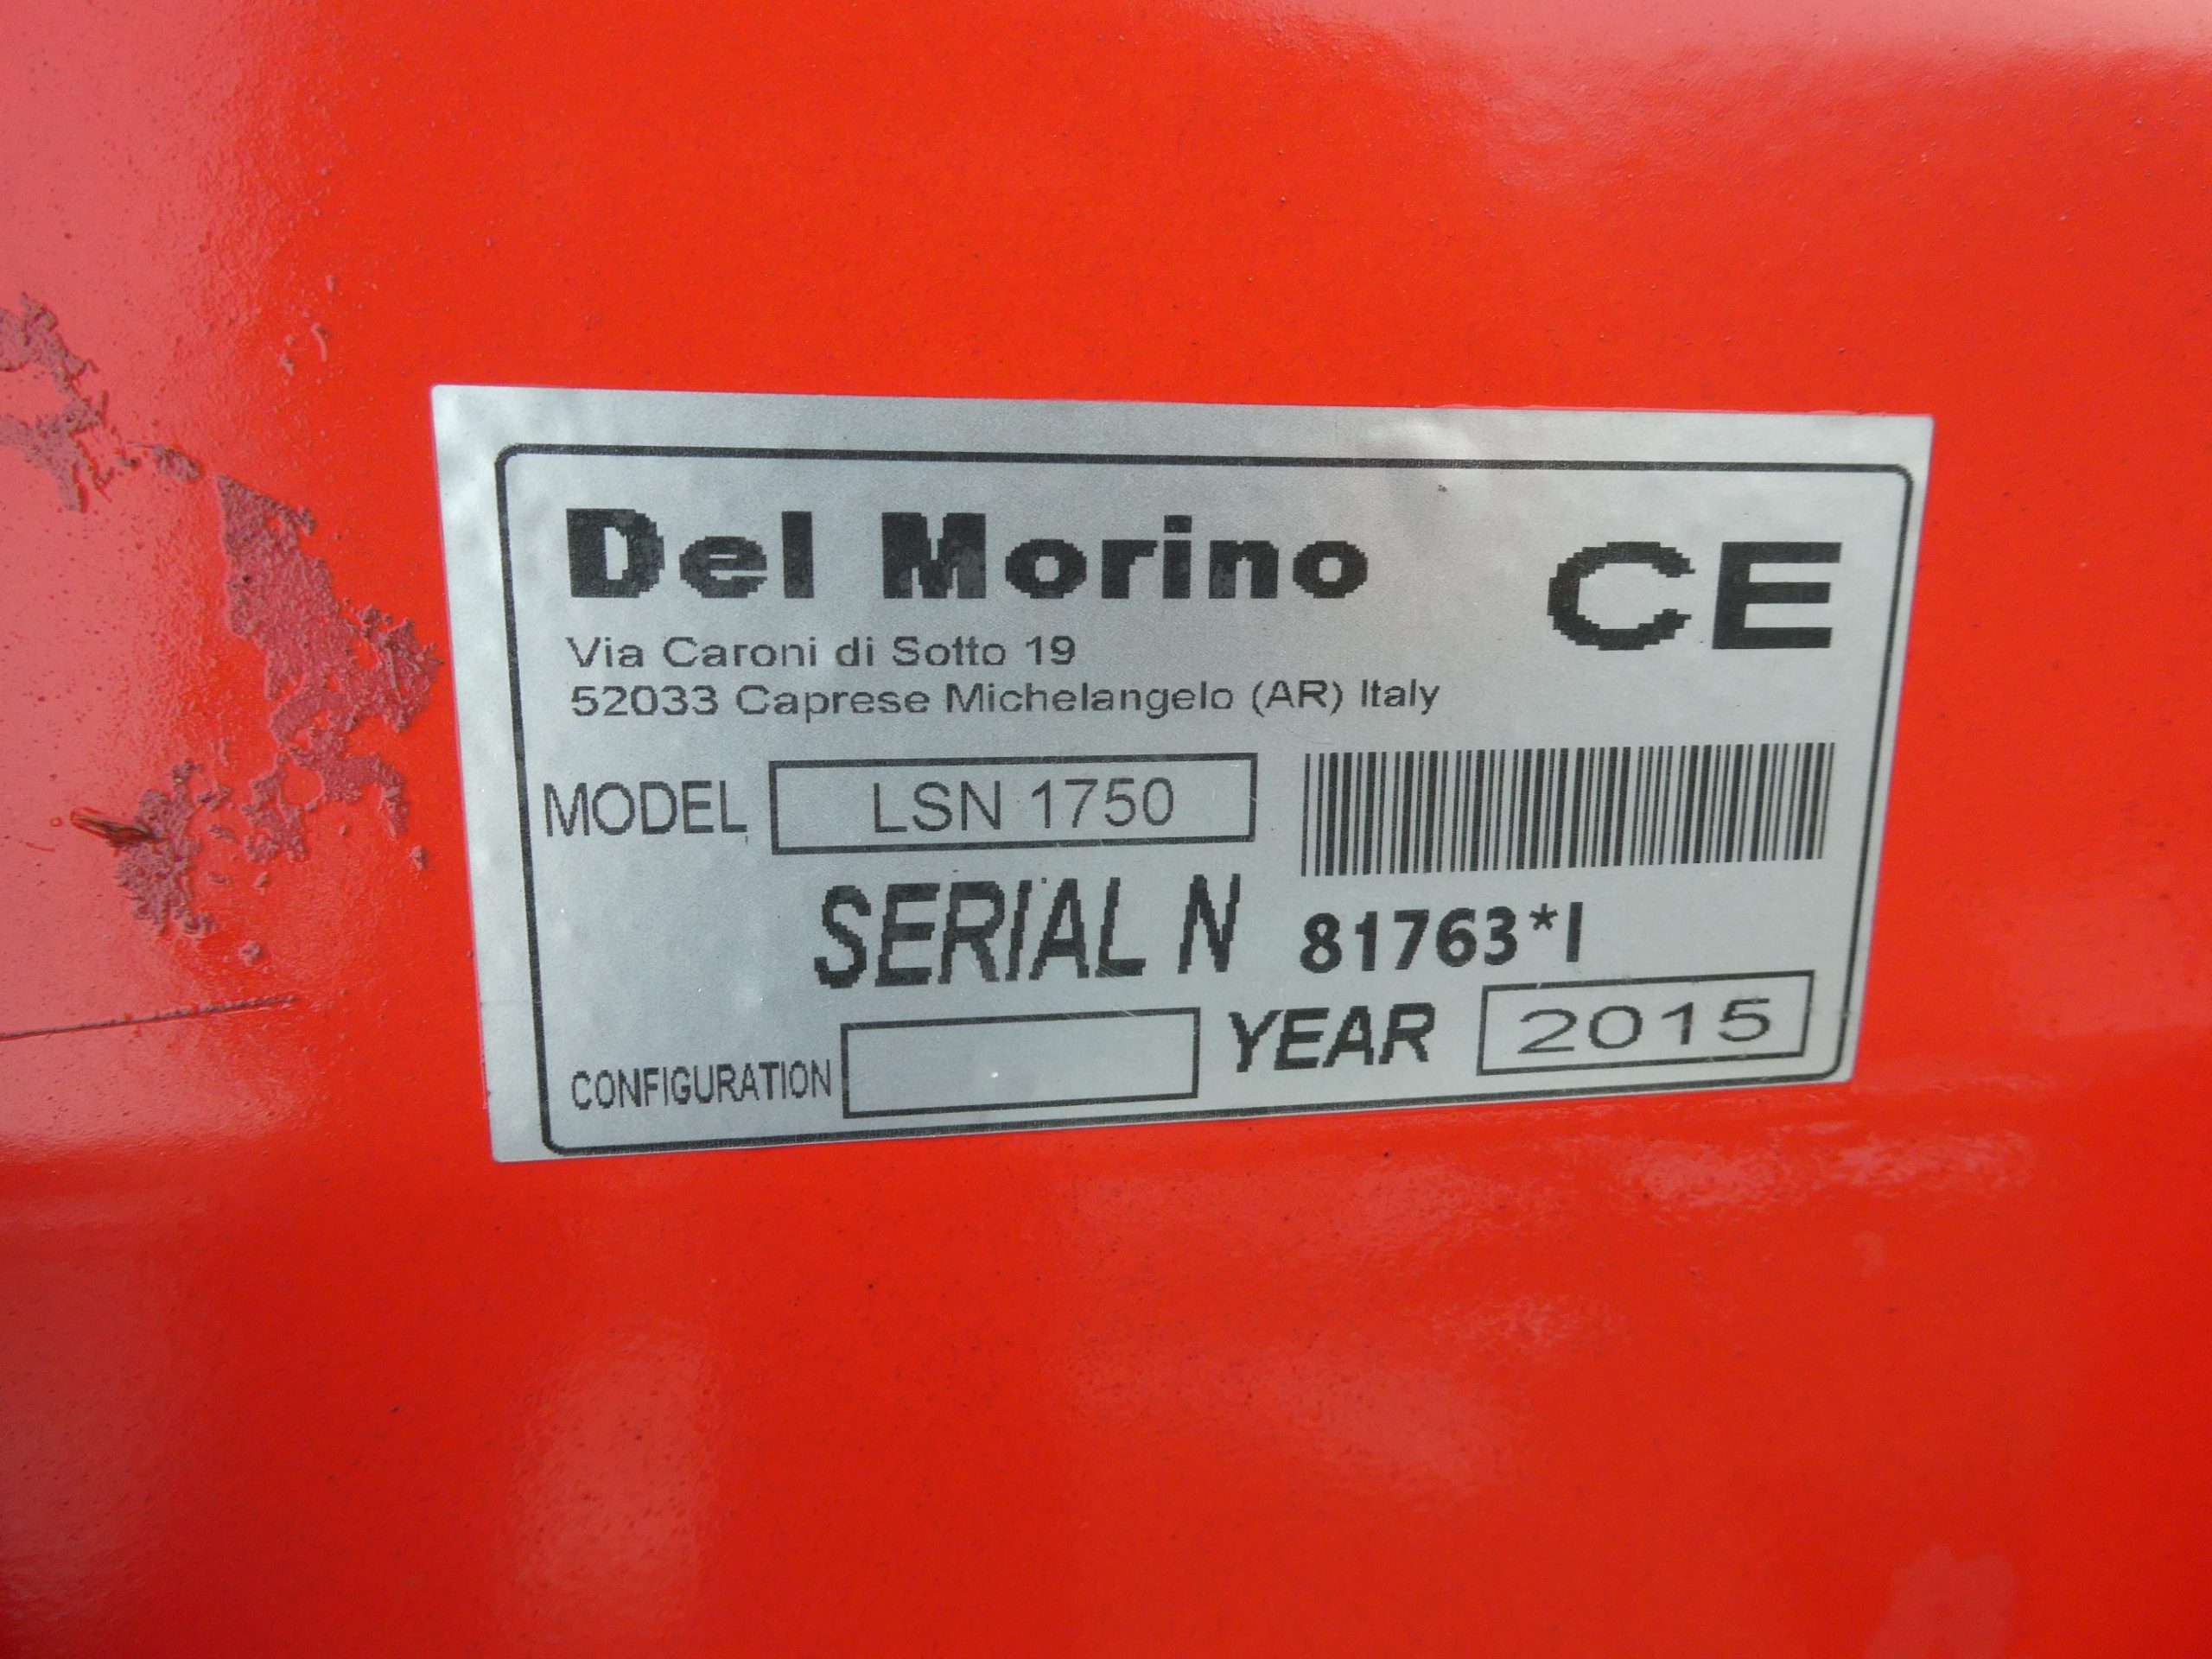 Del Morino CE
Via Caroni di Sotto 19
52033 Caprese Michelangelo (AR) Italy
MODEL LSN 1750
SERIAL N 81763*I
CONFIGURATION YEAR 2015